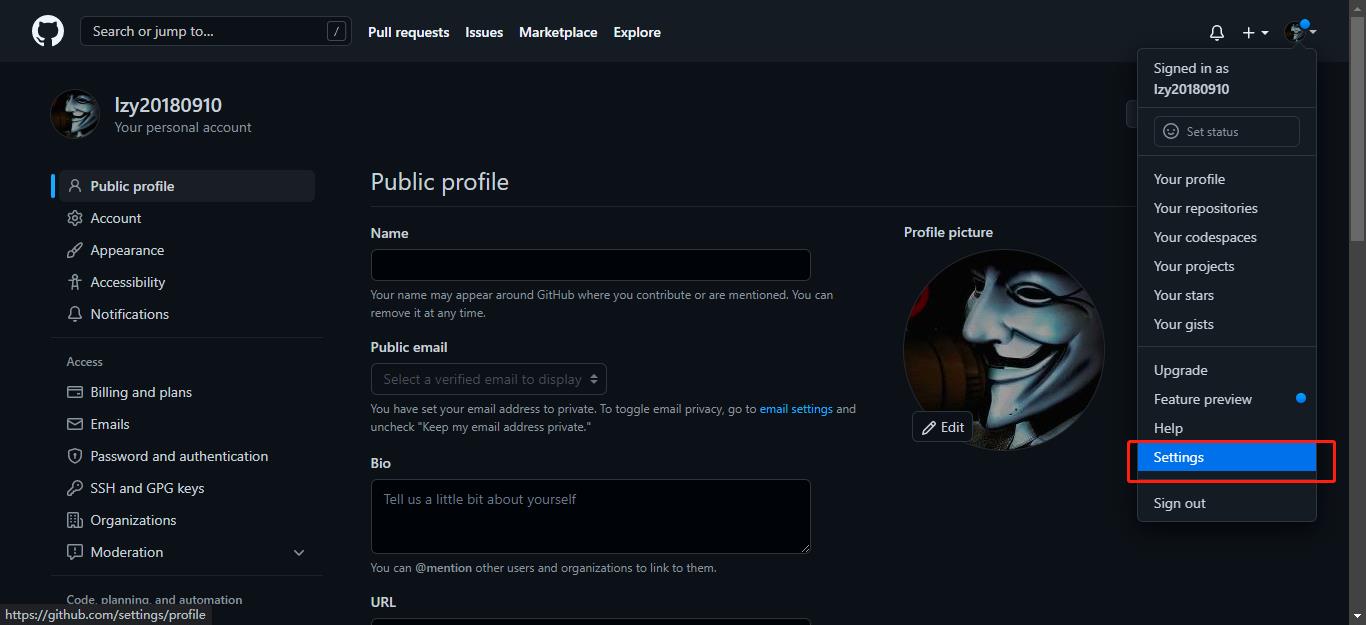 Search or jump to...
/
Pull requests
Issues
Marketplace
Explore
lzy20180910
Your personal account
Public profile
Account
Appearance
Accessibility
Notifications
Access
Billing and plans
Emails
Password and authentication
SSH and GPG keys
Organizations
Moderation
Code, planning, and automation
https://github.com/settings/profile
Public profile
Name
Your name may appear around GitHub where you contribute or are mentioned. You can
remove it at any time.
Public email
Select a verified email to display
You have set your email address to private. To toggle email privacy, go to email settings and
uncheck "Keep my email address private."
Bio
Tell us a little bit about yourself
You can @mention other users and organizations to link to them.
URL
Profile picture
Edit
Signed in as
lzy20180910
Set status
Your profile
Your repositories
Your codespaces
Your projects
Your stars
Your gists
Upgrade
Feature preview
Help
Settings
Sign out